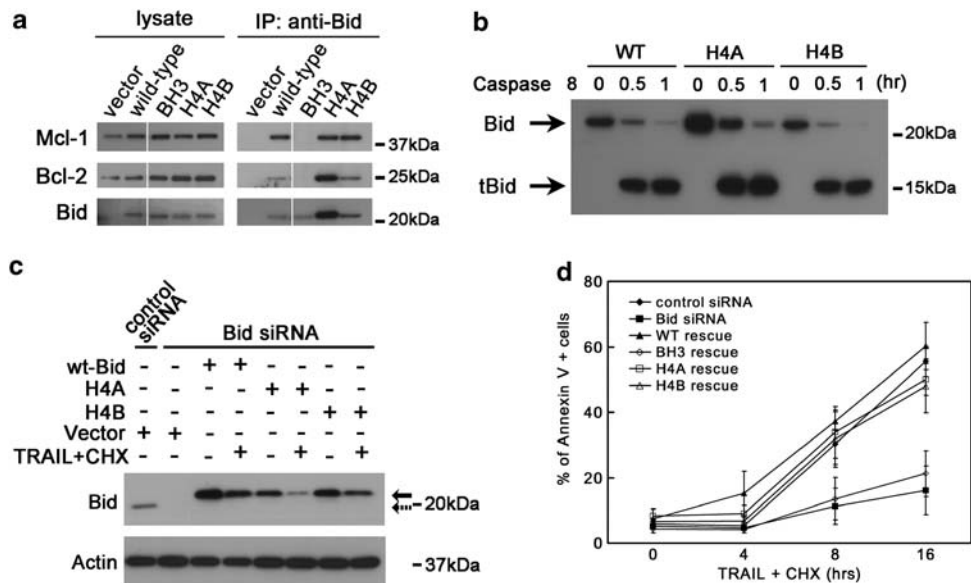 a
lysate IP: anti-Bid
vector wild-type BH3 H4A H4B vector wild-type BH3 H4A H4B
Mcl-1 -37kDa
Bcl-2 -25kDa
Bid -20kDa
b
WT H4A H4B
Caspase 8 0 0.5 1 0 0.5 1 0 0.5 1 (hr)
Bid -20kDa
tBid -15kDa
c
control siRNA
Bid siRNA
wt-Bid - - + + - - - -
H4A - - - - + + - -
H4B - - - - - - + +
Vector + + - - - - - -
TRAIL+CHX - - - + - + - +
Bid -20kDa
Actin -37kDa
d
80
60
40
20
0
% of Annexin V + cells
control siRNA
Bid siRNA
WT rescue
BH3 rescue
H4A rescue
H4B rescue
0 4 8 16
TRAIL + CHX (hrs)